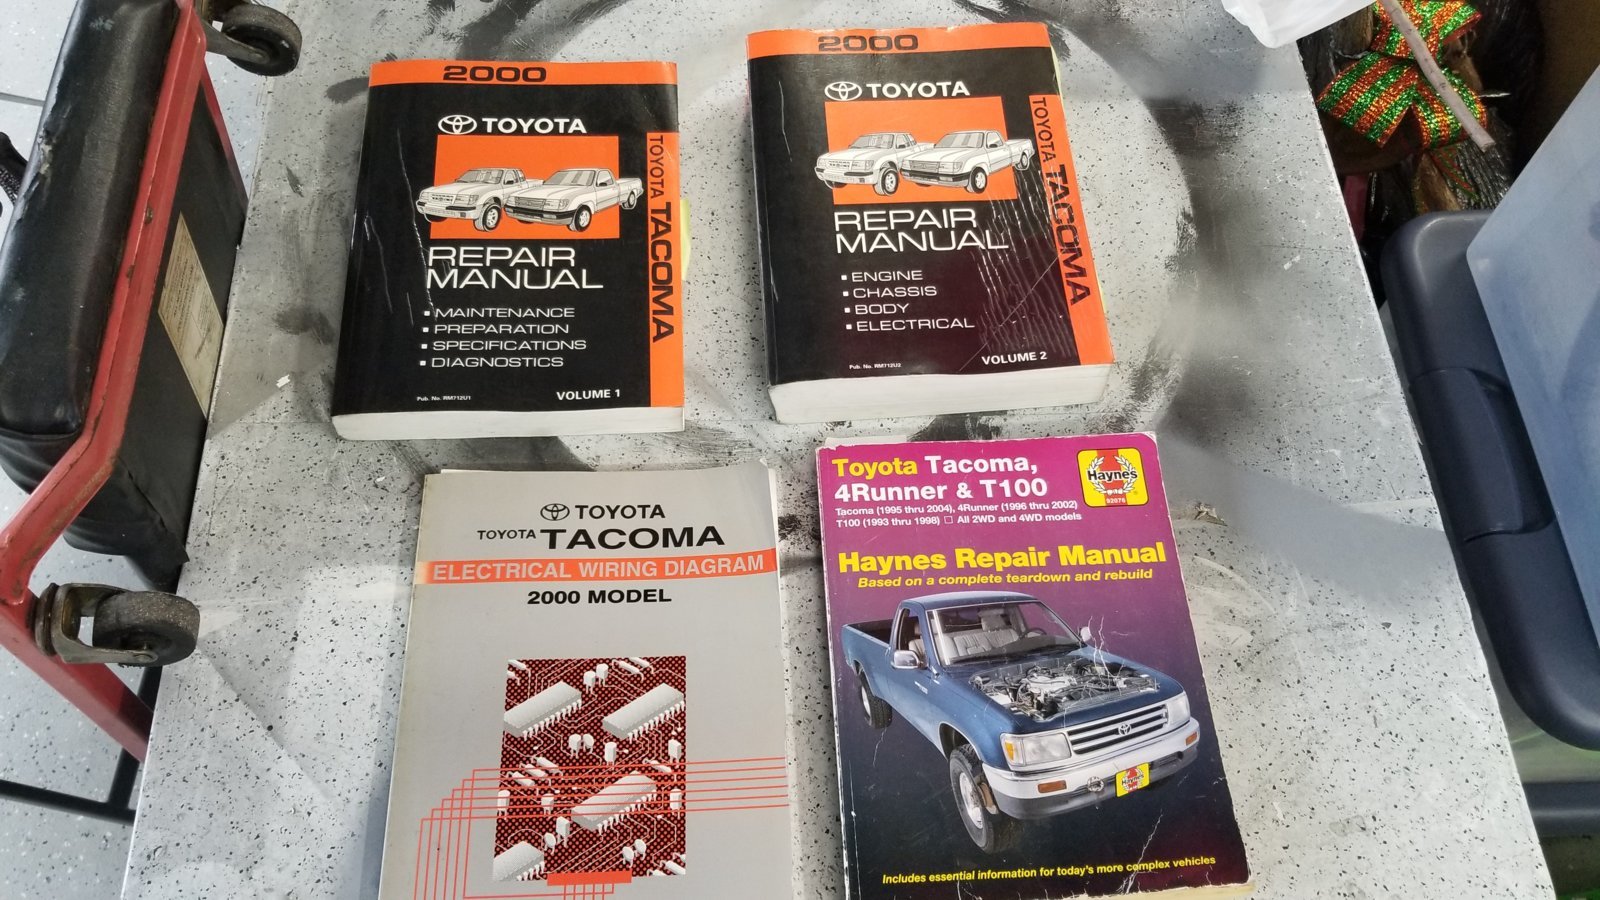 2000
TOYOTA
REPAIR
MANUAL
▪ MAINTENANCE
▪ PREPARATION
▪ SPECIFICATIONS
▪ DIAGNOSTICS
Pub. No. RM712U1
VOLUME 1
TOYOTA TACOMA
2000
TOYOTA
REPAIR
MANUAL
▪ ENGINE
▪ CHASSIS
▪ BODY
▪ ELECTRICAL
Pub. No. RM712U2
VOLUME 2
TOYOTA TACOMA
TOYOTA
TOYOTA TACOMA
ELECTRICAL WIRING DIAGRAM
2000 MODEL
Toyota Tacoma,
4Runner & T100
Tacoma (1995 thru 2004), 4Runner (1996 thru 2002)
T100 (1993 thru 1998) □ All 2WD and 4WD models
Haynes
92076
Haynes Repair Manual
Based on a complete teardown and rebuild
Haynes
Includes essential information for today's more complex vehicles